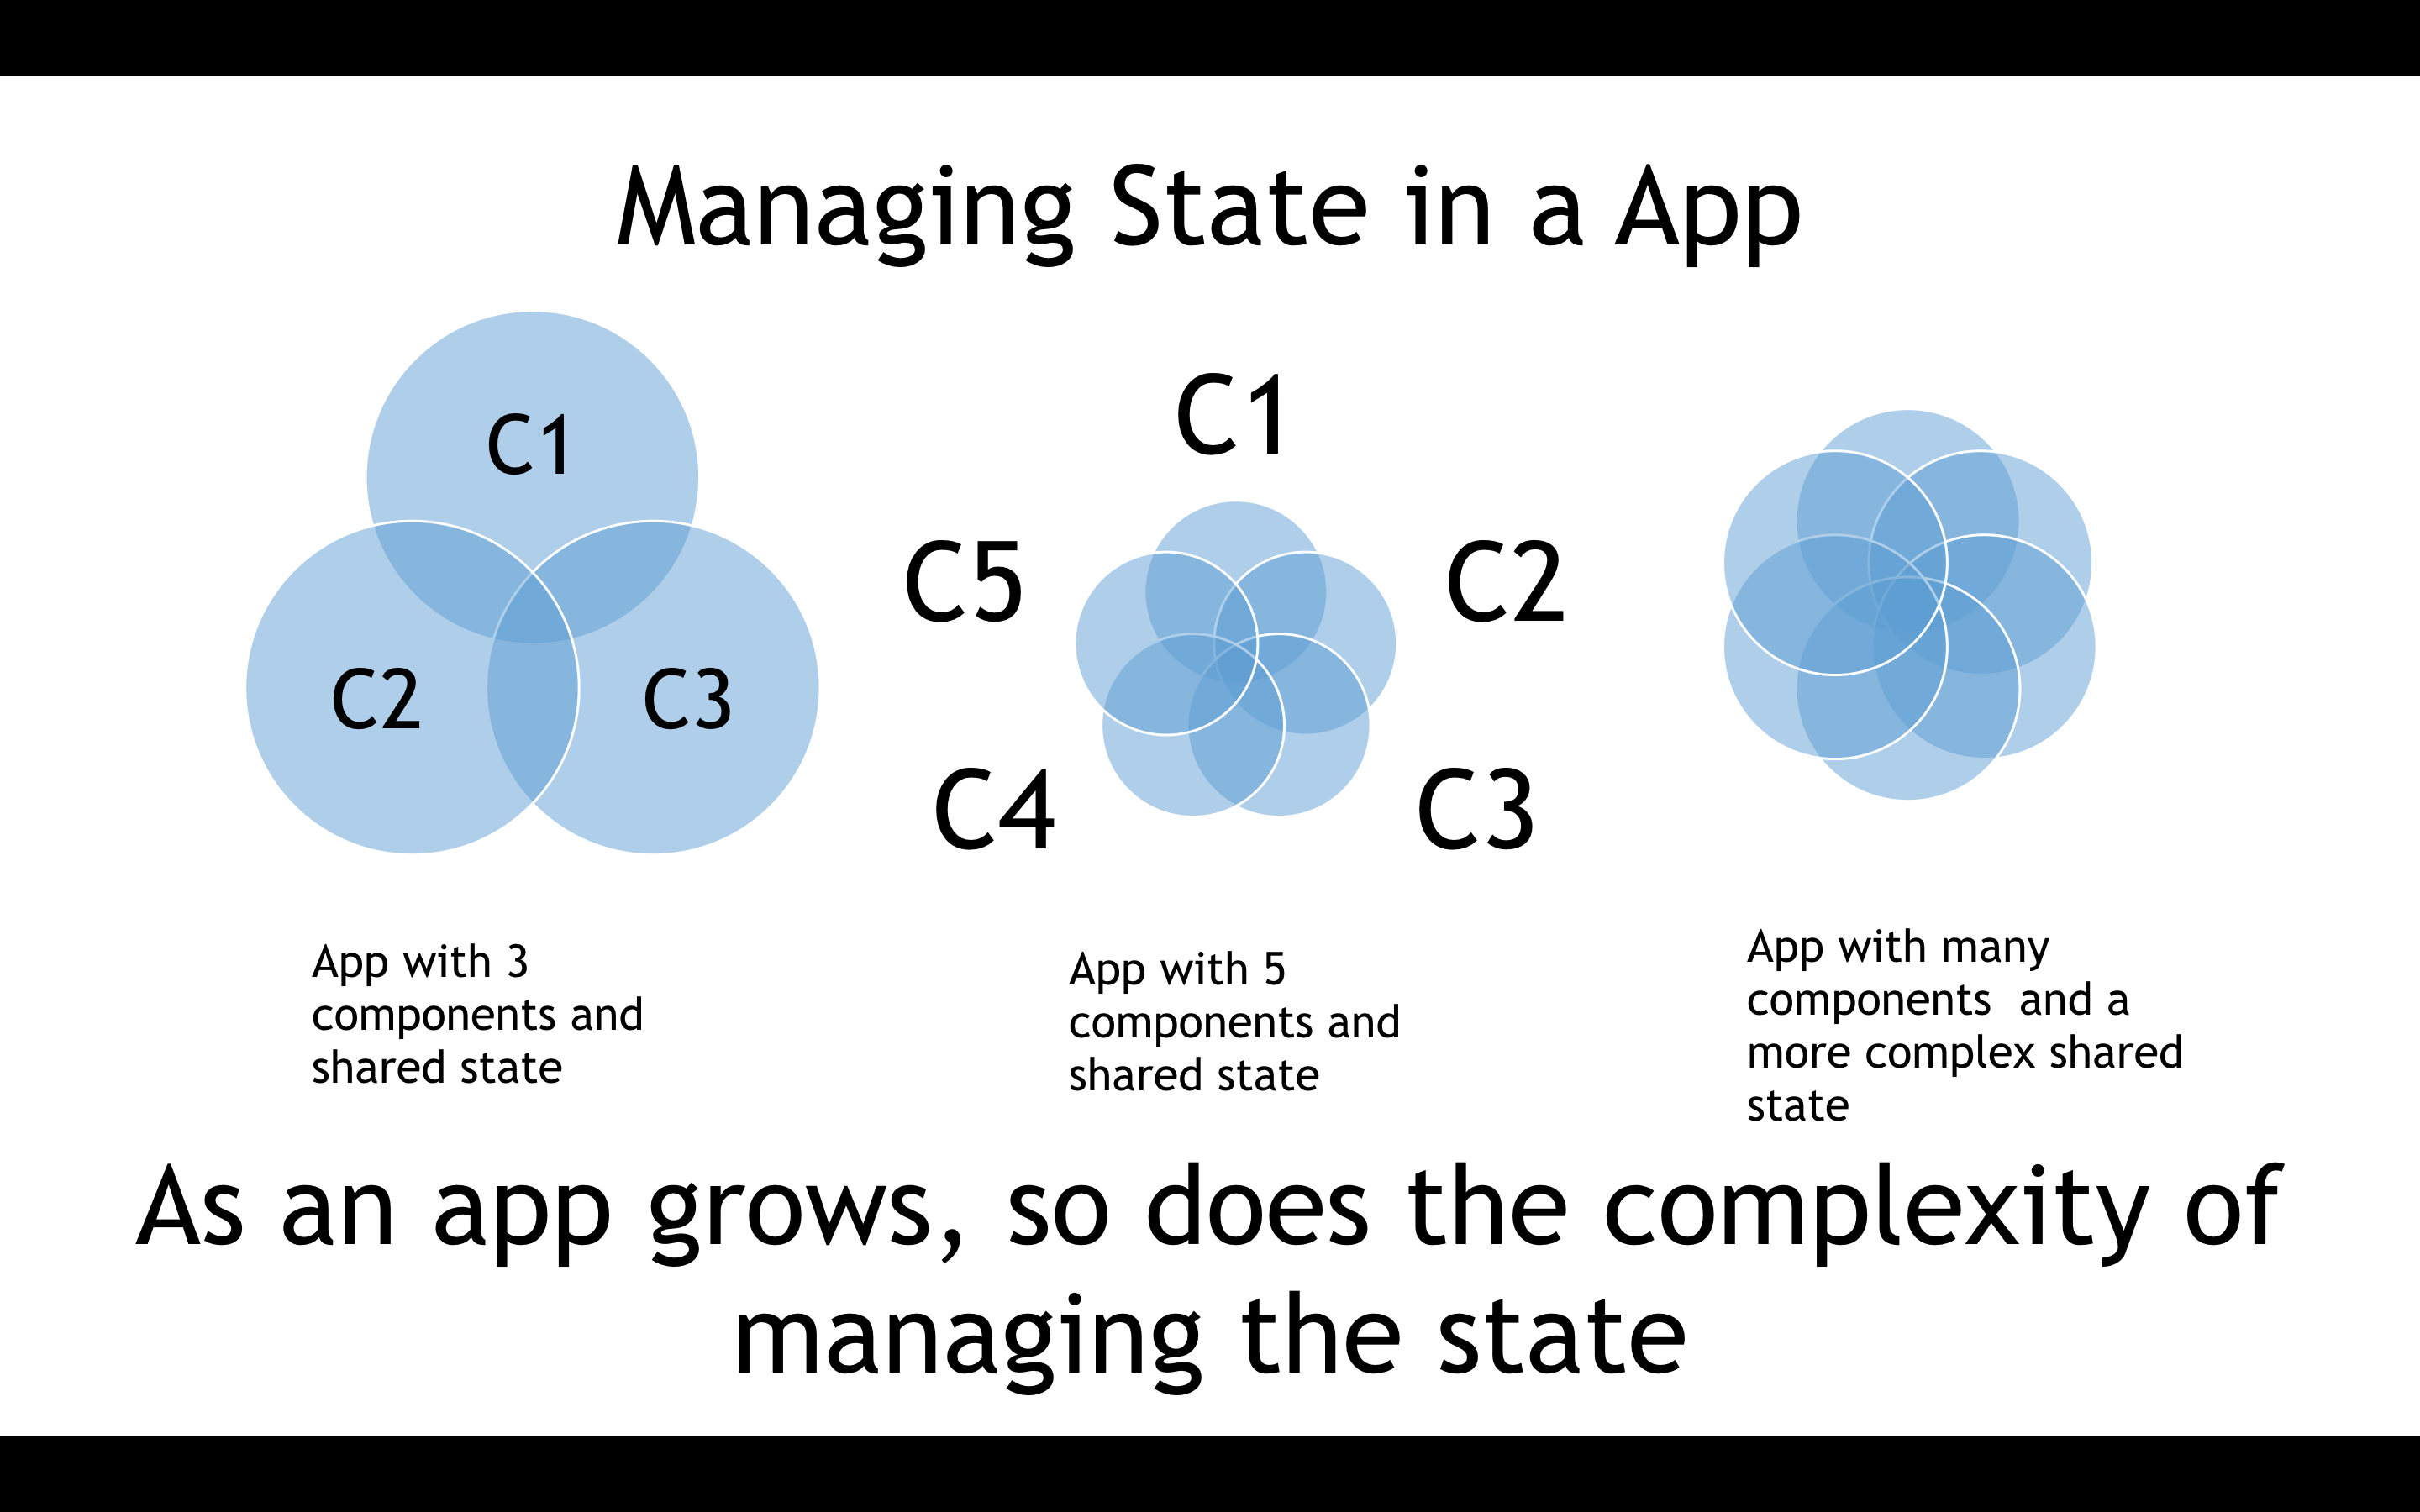 Managing State in a App
C1
C2
C3
C1
C5
C2
C4
C3
App with 3
components and
shared state
App with 5
components and
shared state
App with many
components  and a
more complex shared
state
As an app grows, so does the complexity of
managing the state